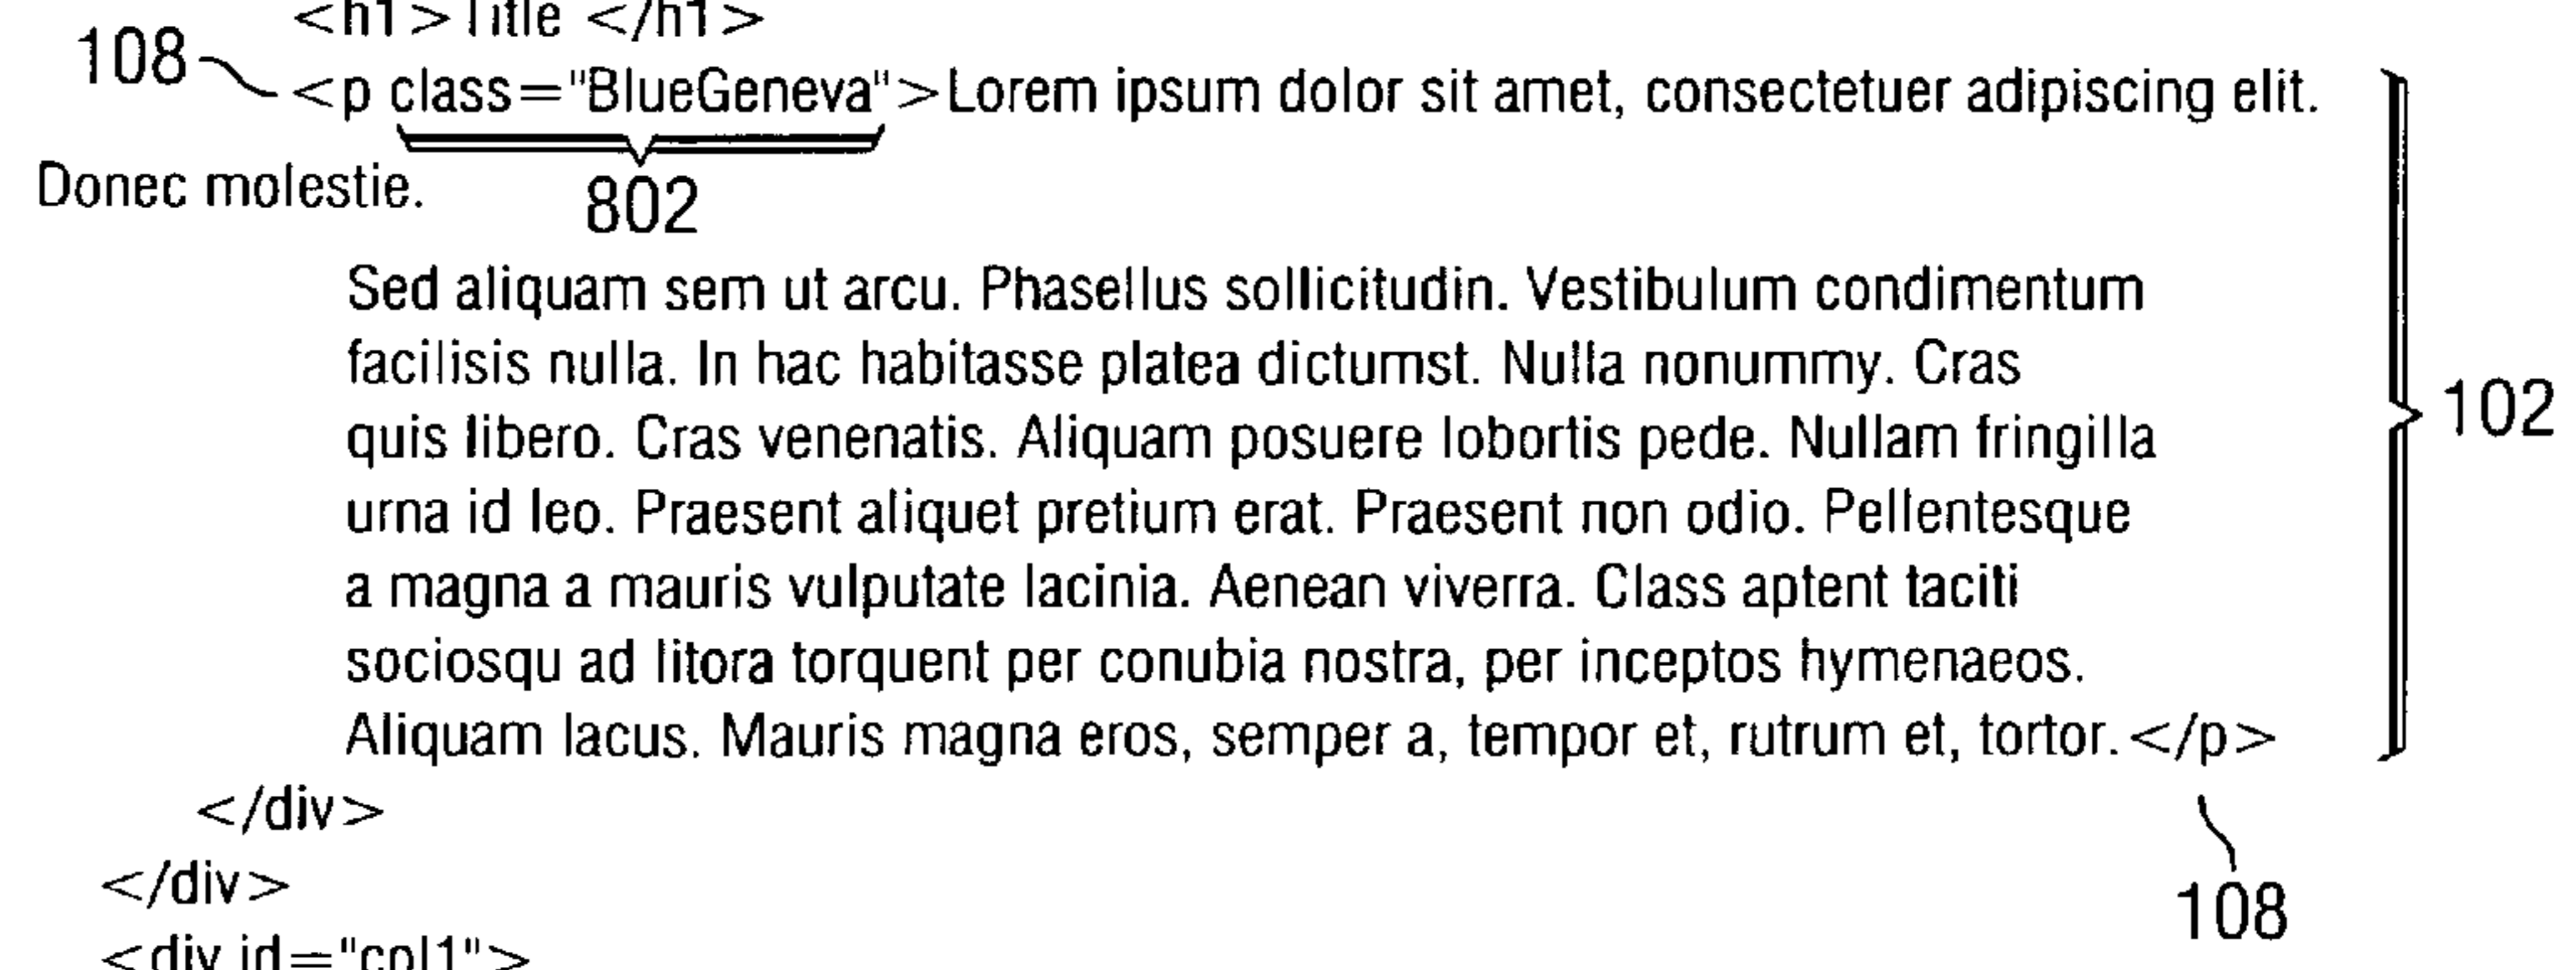 <h1>Title </h1>
108 <p class="BlueGeneva">Lorem ipsum dolor sit amet, consectetuer adipiscing elit.
Donec molestie. 802
Sed aliquam sem ut arcu. Phasellus sollicitudin. Vestibulum condimentum
facilisis nulla. In hac habitasse platea dictumst. Nulla nonummy. Cras
quis libero. Cras venenatis. Aliquam posuere lobortis pede. Nullam fringilla
102
urna id leo. Praesent aliquet pretium erat. Praesent non odio. Pellentesque
a magna a mauris vulputate lacinia. Aenean viverra. Class aptent taciti
sociosqu ad litora torquent per conubia nostra, per inceptos hymenaeos.
Aliquam lacus. Mauris magna eros, semper a, tempor et, rutrum et, tortor.</p>
</div>
</div>
108
<div id="col1">